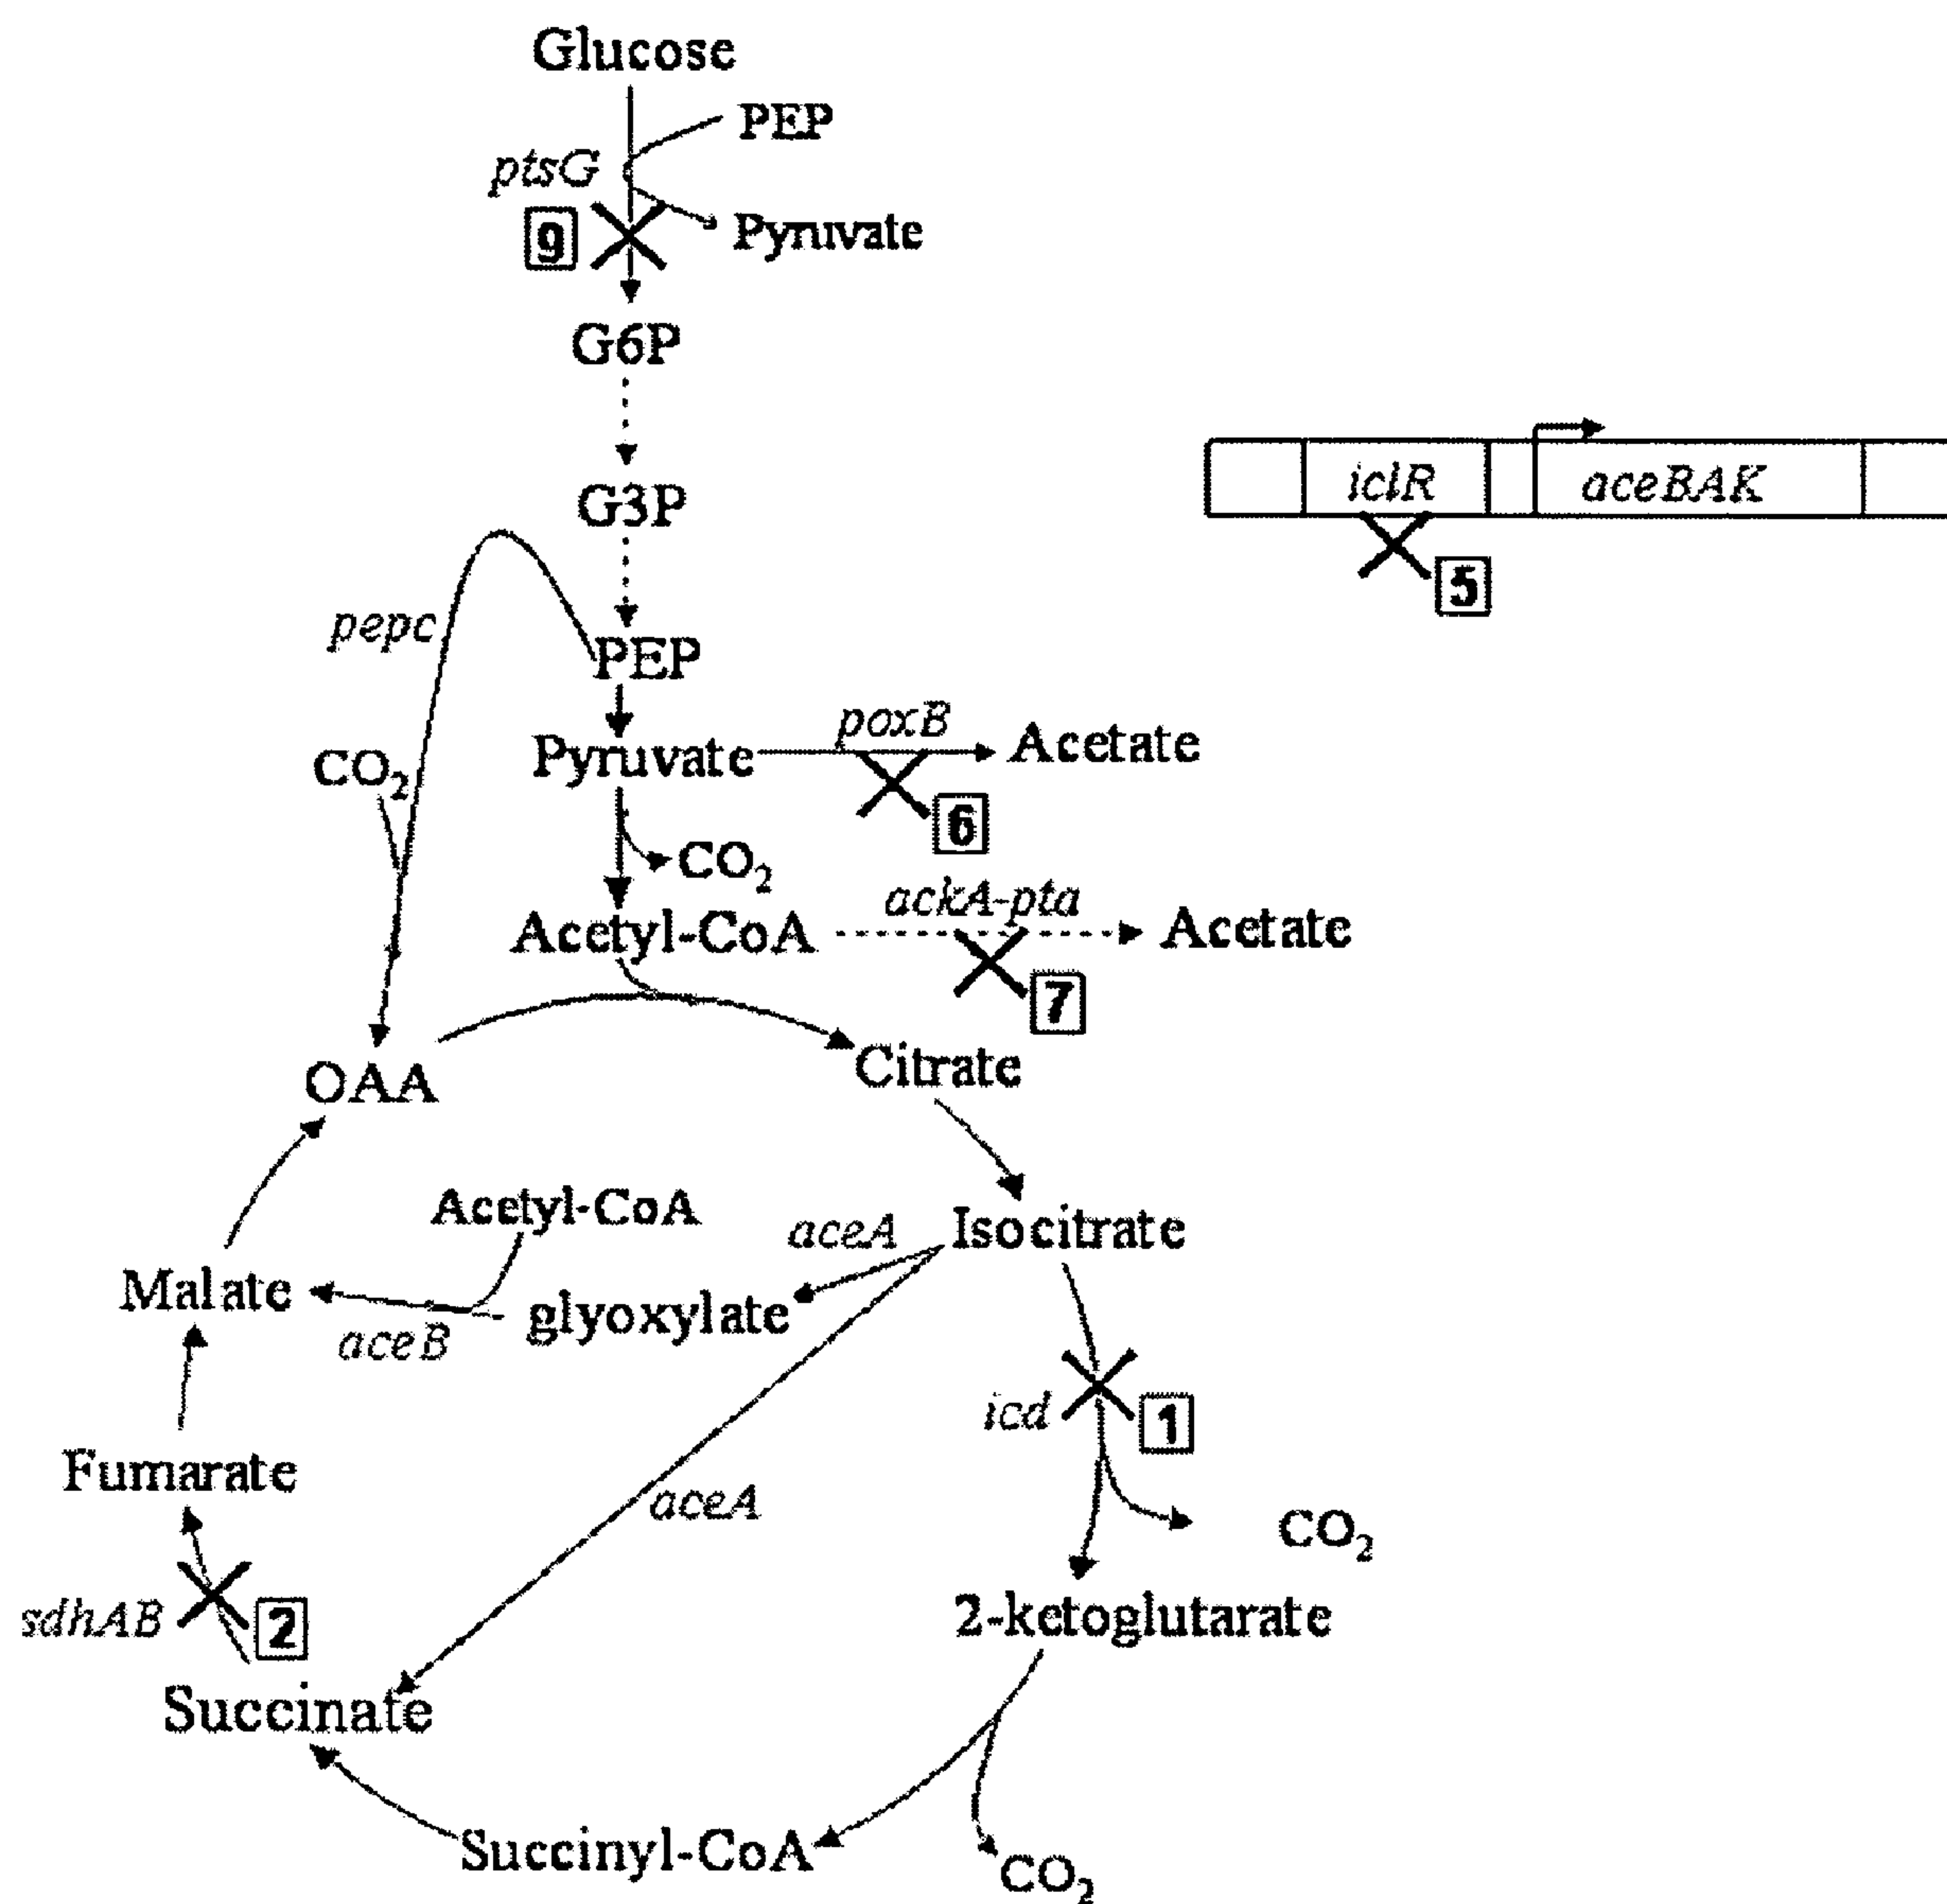 Glucose
PEP
ptsG
9
Pyruvate
G6P
G3P
iclR
aceBAK
5
pepc
PEP
poxB
Pyruvate
Acetate
CO2
6
CO2
ackA-pta
Acetyl-CoA
Acetate
7
OAA
Citrate
Acetyl-CoA
aceA
Isocitrate
Malate
glyoxylate
aceB
icd
1
Fumarate
aceA
CO2
sdhAB
2
2-ketoglutarate
Succinate
Succinyl-CoA
CO2